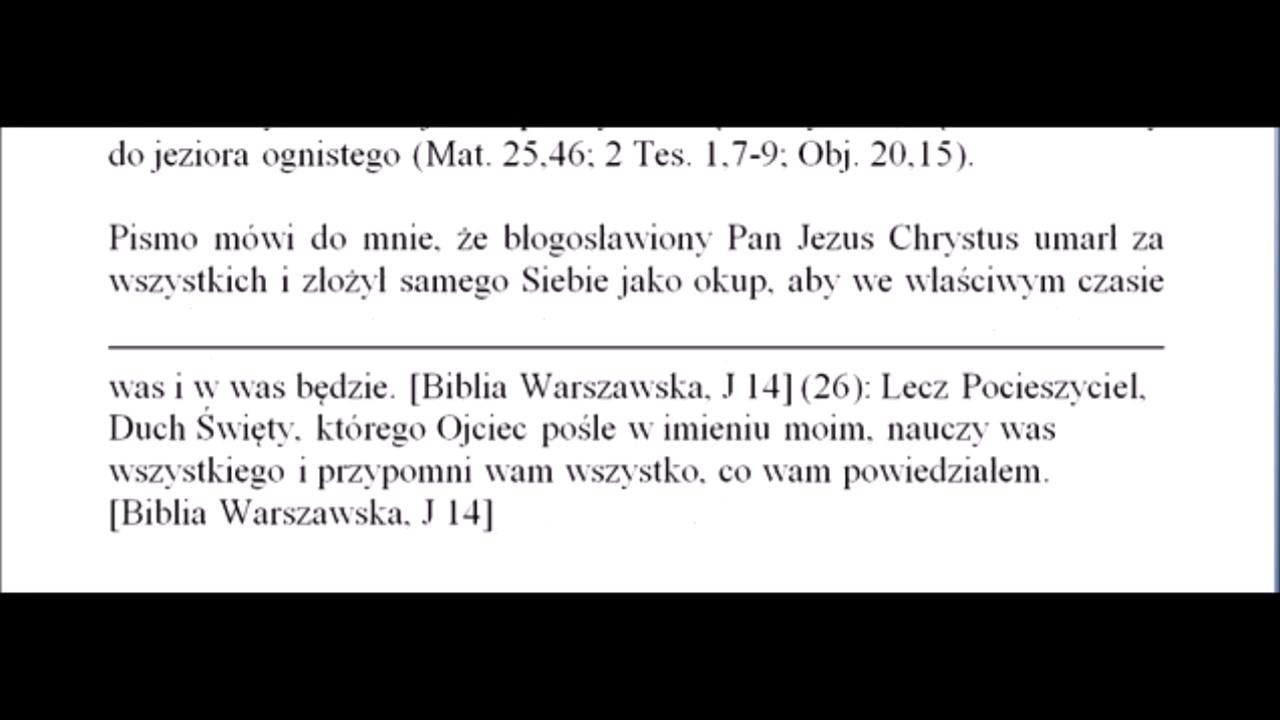 do jeziora ognistego (Mat. 25,46; 2 Tes. 1,7-9; Obj. 20,15).
Pismo mówi do mnie, że błogosławiony Pan Jezus Chrystus umarł za
wszystkich i złożył samego Siebie jako okup, aby we właściwym czasie
was i w was będzie. [Biblia Warszawska, J 14] (26): Lecz Pocieszyciel,
Duch Święty, którego Ojciec pośle w imieniu moim, nauczy was
wszystkiego i przypomni wam wszystko, co wam powiedziałem.
[Biblia Warszawska, J 14]